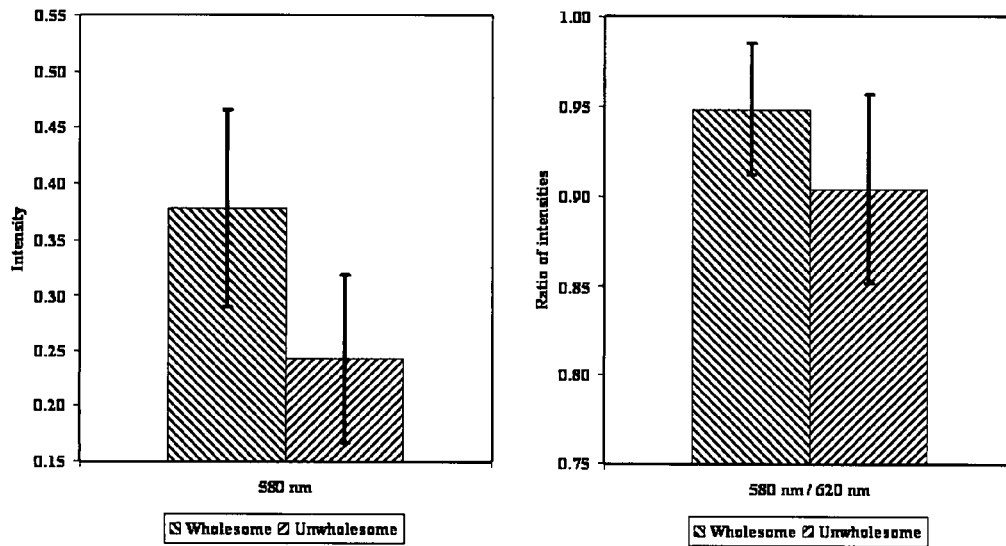 0.55
0.50
0.45
0.40
0.35
0.30
0.25
0.20
0.15
Intensity
580 nm
Wholesome Unwholesome
1.00
0.95
0.90
0.85
0.80
0.75
Ratio of intensities
580 nm / 620 nm
Wholesome Unwholesome